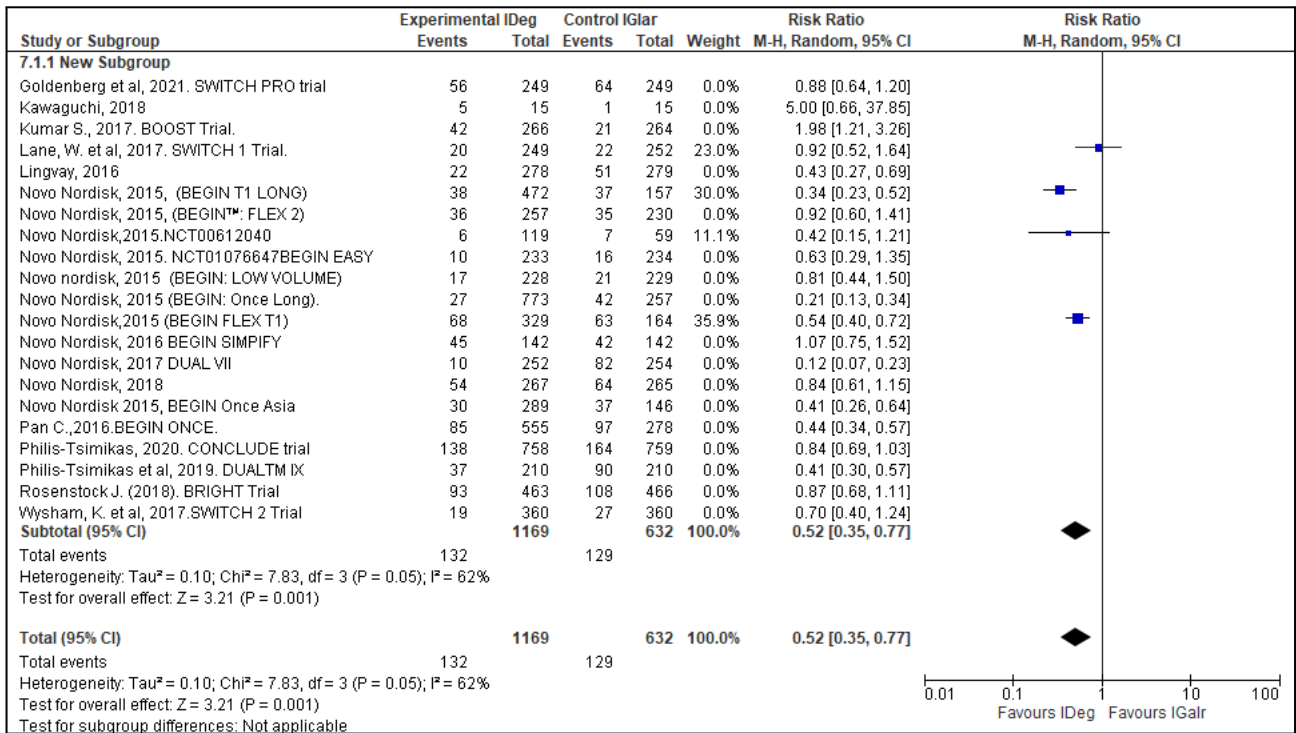 Experimental IDeg Control IGlar Risk Ratio Risk Ratio
Study or Subgroup Events Total Events Total Weight M-H, Random, 95% CI M-H, Random, 95% CI
7.1.1 New Subgroup
Goldenberg et al, 2021. SWITCH PRO trial 56 249 64 249 0.0% 0.88 [0.64, 1.20]
Kawaguchi, 2018 5 15 1 15 0.0% 5.00 [0.66, 37.85]
Kumar S., 2017. BOOST Trial. 42 266 21 264 0.0% 1.98 [1.21, 3.26]
Lane, W. et al, 2017. SWITCH 1 Trial. 20 249 22 252 23.0% 0.92 [0.52, 1.64]
Lingvay, 2016 22 278 51 279 0.0% 0.43 [0.27, 0.69]
Novo Nordisk, 2015, (BEGIN T1 LONG) 38 472 37 157 30.0% 0.34 [0.23, 0.52]
Novo Nordisk, 2015, (BEGIN™: FLEX 2) 36 257 35 230 0.0% 0.92 [0.60, 1.41]
Novo Nordisk,2015.NCT00612040 6 119 7 59 11.1% 0.42 [0.15, 1.21]
Novo Nordisk, 2015. NCT01076647BEGIN EASY 10 233 16 234 0.0% 0.63 [0.29, 1.35]
Novo nordisk, 2015 (BEGIN: LOW VOLUME) 17 228 21 229 0.0% 0.81 [0.44, 1.50]
Novo Nordisk, 2015 (BEGIN: Once Long). 27 773 42 257 0.0% 0.21 [0.13, 0.34]
Novo Nordisk,2015 (BEGIN FLEX T1) 68 329 63 164 35.9% 0.54 [0.40, 0.72]
Novo Nordisk, 2016 BEGIN SIMPIFY 45 142 42 142 0.0% 1.07 [0.75, 1.52]
Novo Nordisk, 2017 DUAL VII 10 252 82 254 0.0% 0.12 [0.07, 0.23]
Novo Nordisk, 2018 54 267 64 265 0.0% 0.84 [0.61, 1.15]
Novo Nordisk 2015, BEGIN Once Asia 30 289 37 146 0.0% 0.41 [0.26, 0.64]
Pan C.,2016.BEGIN ONCE. 85 555 97 278 0.0% 0.44 [0.34, 0.57]
Philis-Tsimikas, 2020. CONCLUDE trial 138 758 164 759 0.0% 0.84 [0.69, 1.03]
Philis-Tsimikas et al, 2019. DUALTM IX 37 210 90 210 0.0% 0.41 [0.30, 0.57]
Rosenstock J. (2018). BRIGHT Trial 93 463 108 466 0.0% 0.87 [0.68, 1.11]
Wysham, K. et al, 2017.SWITCH 2 Trial 19 360 27 360 0.0% 0.70 [0.40, 1.24]
Subtotal (95% CI) 1169 632 100.0% 0.52 [0.35, 0.77]
Total events 132 129
Heterogeneity: Tau² = 0.10; Chi² = 7.83, df = 3 (P = 0.05); I² = 62%
Test for overall effect: Z = 3.21 (P = 0.001)
Total (95% CI) 1169 632 100.0% 0.52 [0.35, 0.77]
Total events 132 129
Heterogeneity: Tau² = 0.10; Chi² = 7.83, df = 3 (P = 0.05); I² = 62%
Test for overall effect: Z = 3.21 (P = 0.001)
Test for subgroup differences: Not applicable
0.01 0.1 1 10 100
Favours IDeg Favours IGalr